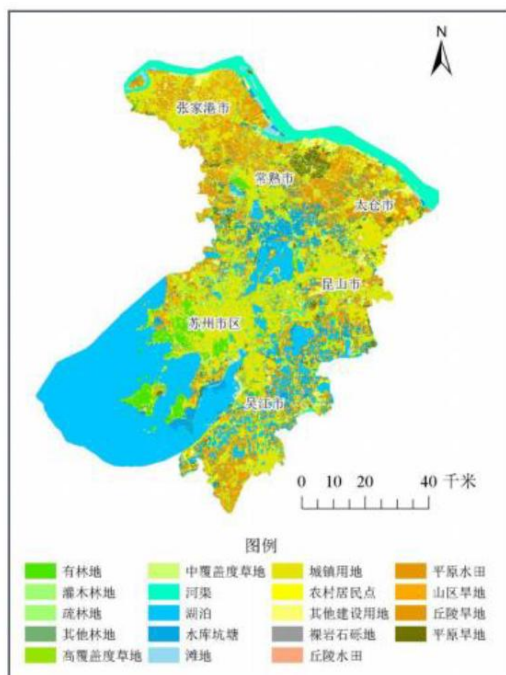 N
张家港市
常熟市
太仓市
昆山市
苏州市区
吴江市
0 10 20 40 千米
图例
有林地 中覆盖度草地 城镇用地 平原水田
灌木林地 河渠 农村居民点 山区旱地
疏林地 湖泊 其他建设用地 丘陵旱地
其他林地 水库坑塘 裸岩石砾地 平原旱地
高覆盖度草地 滩地 丘陵水田